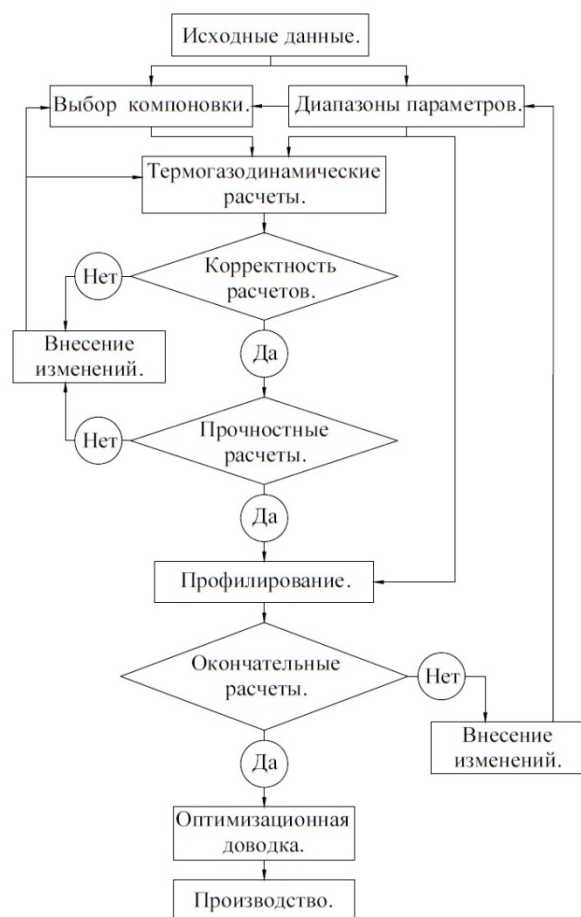 Исходные данные.
Выбор компоновки.
Диапазоны параметров.
Термогазодинамические
расчеты.
Корректность
расчетов.
Нет
Да
Внесение
изменений.
Прочностные
расчеты.
Нет
Да
Профилирование.
Окончательные
расчеты.
Нет
Внесение
изменений.
Да
Оптимизационная
доводка.
Производство.